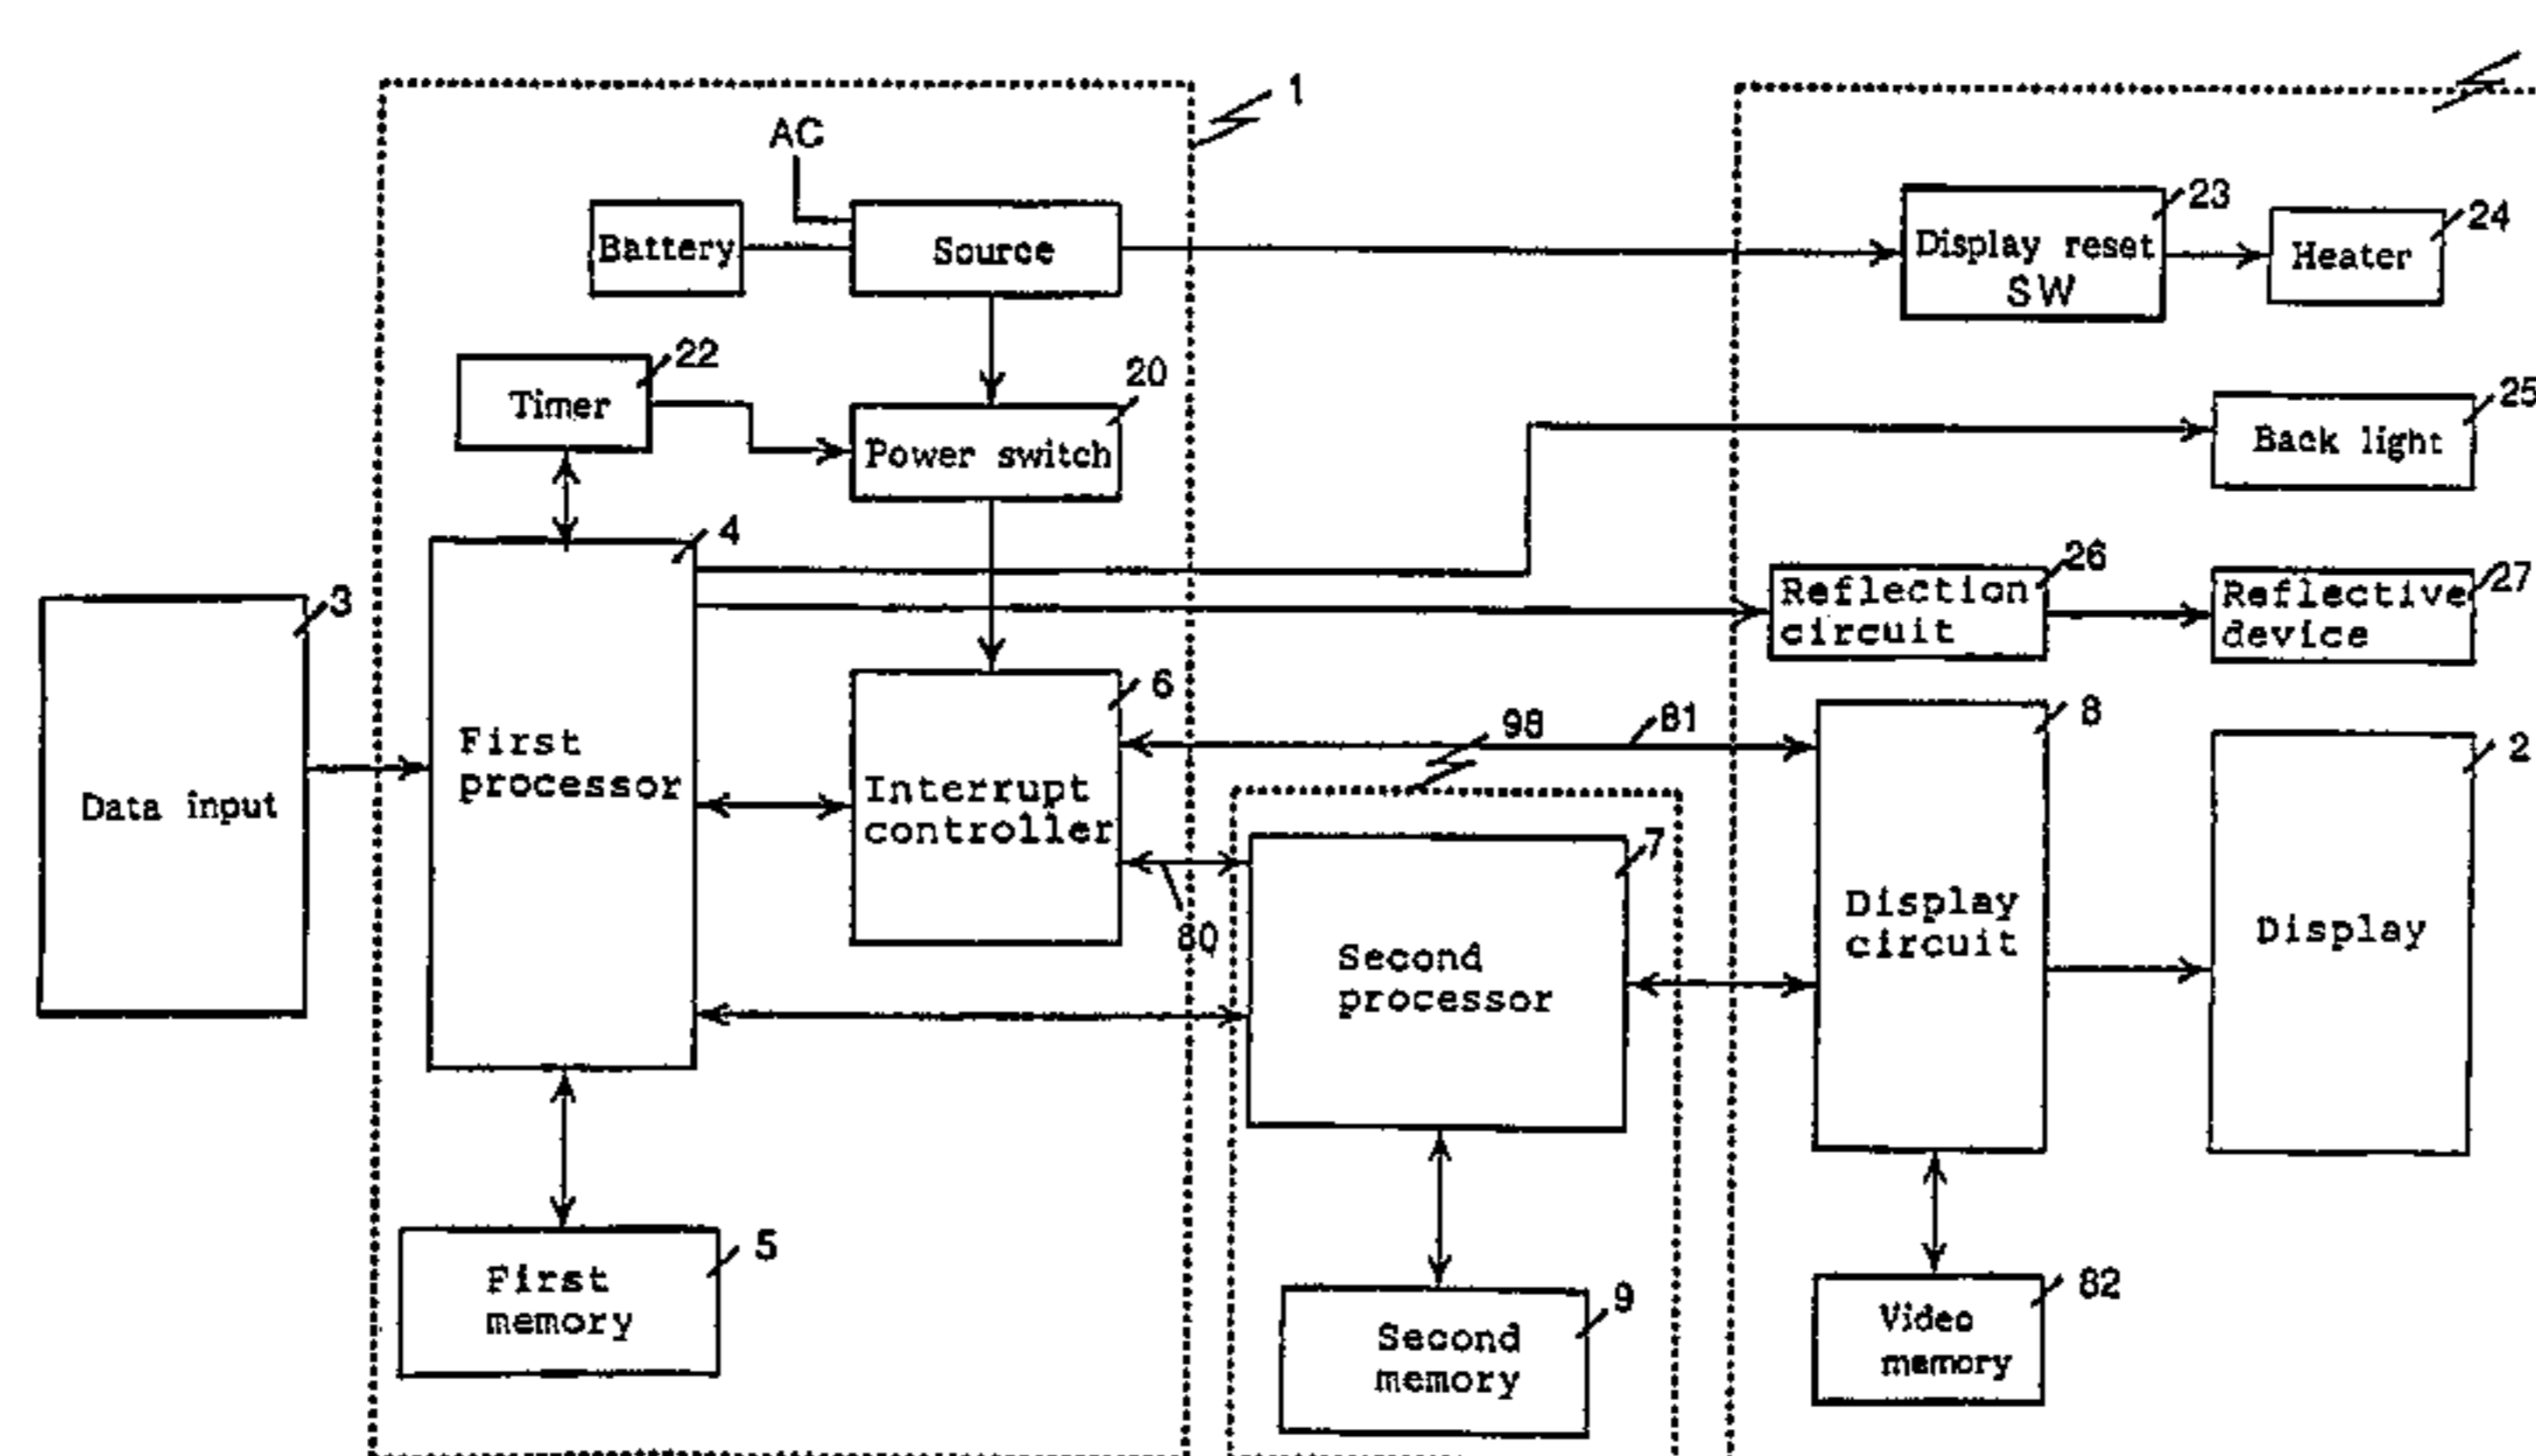 1
AC
Battery
Source
23
Display reset
SW
24
Heater
22
Timer
20
Power switch
25
Back light
4
First
processor
3
Data input
26
Reflection
circuit
27
Reflective
device
6
Interrupt
controller
98
81
80
7
Second
processor
8
Display
circuit
2
Display
5
First
memory
9
Second
memory
82
Video
memory